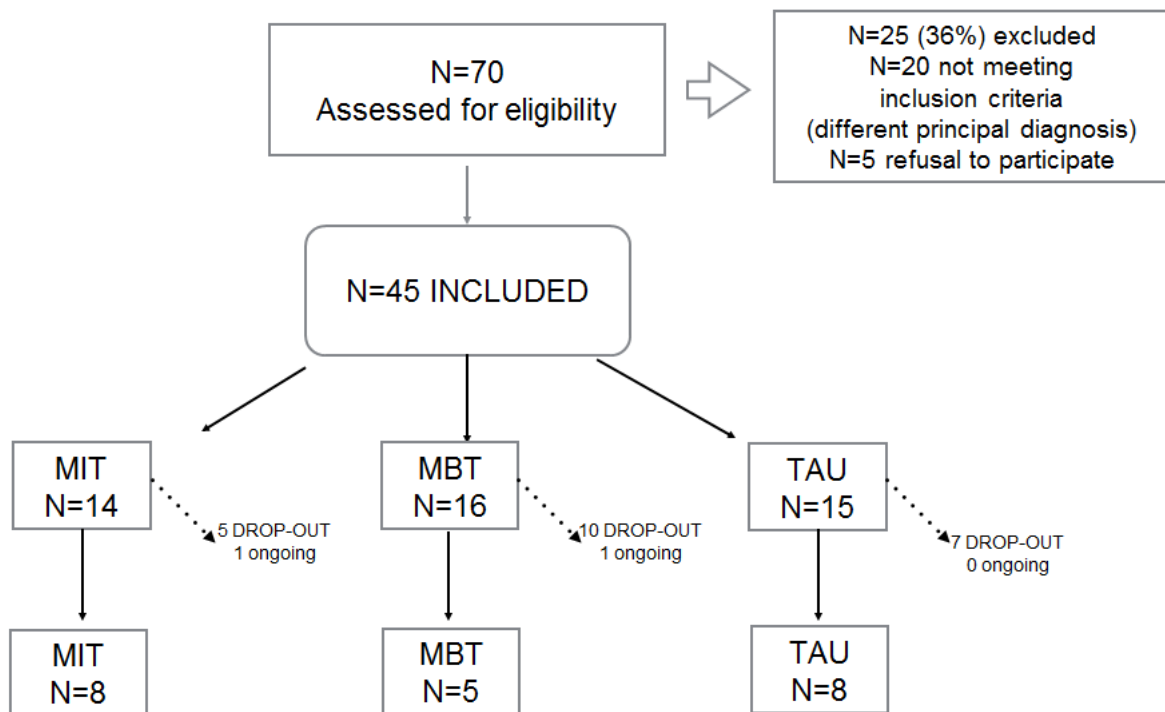 N=70
Assessed for eligibility
N=25 (36%) excluded
N=20 not meeting
inclusion criteria
(different principal diagnosis)
N=5 refusal to participate
N=45 INCLUDED
MIT
N=14
5 DROP-OUT
1 ongoing
MBT
N=16
10 DROP-OUT
1 ongoing
TAU
N=15
7 DROP-OUT
0 ongoing
MIT
N=8
MBT
N=5
TAU
N=8